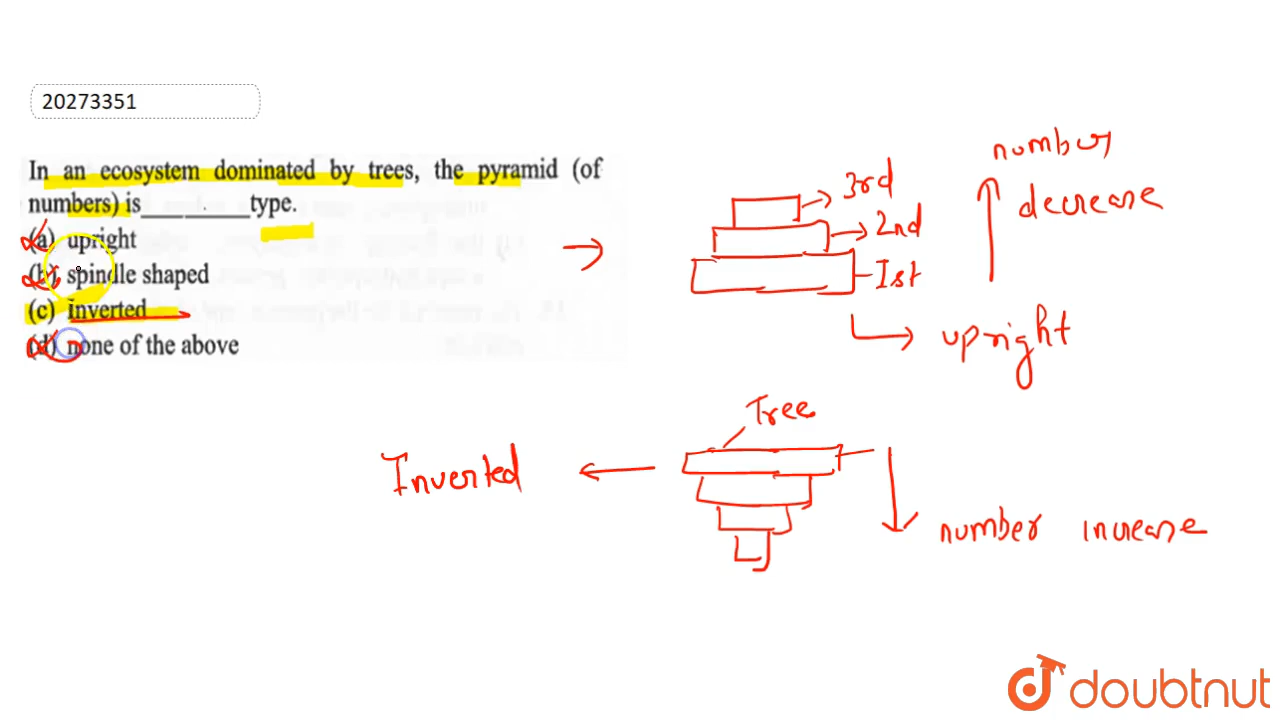 20273351
In an ecosystem dominated by trees, the pyramid (of
numbers) is________type.
(a) upright
(b) spindle shaped
(c) inverted
(d) none of the above
number
decrease
3rd
2nd
Ist
upright
Tree
Inverted
number increase
doubtnut